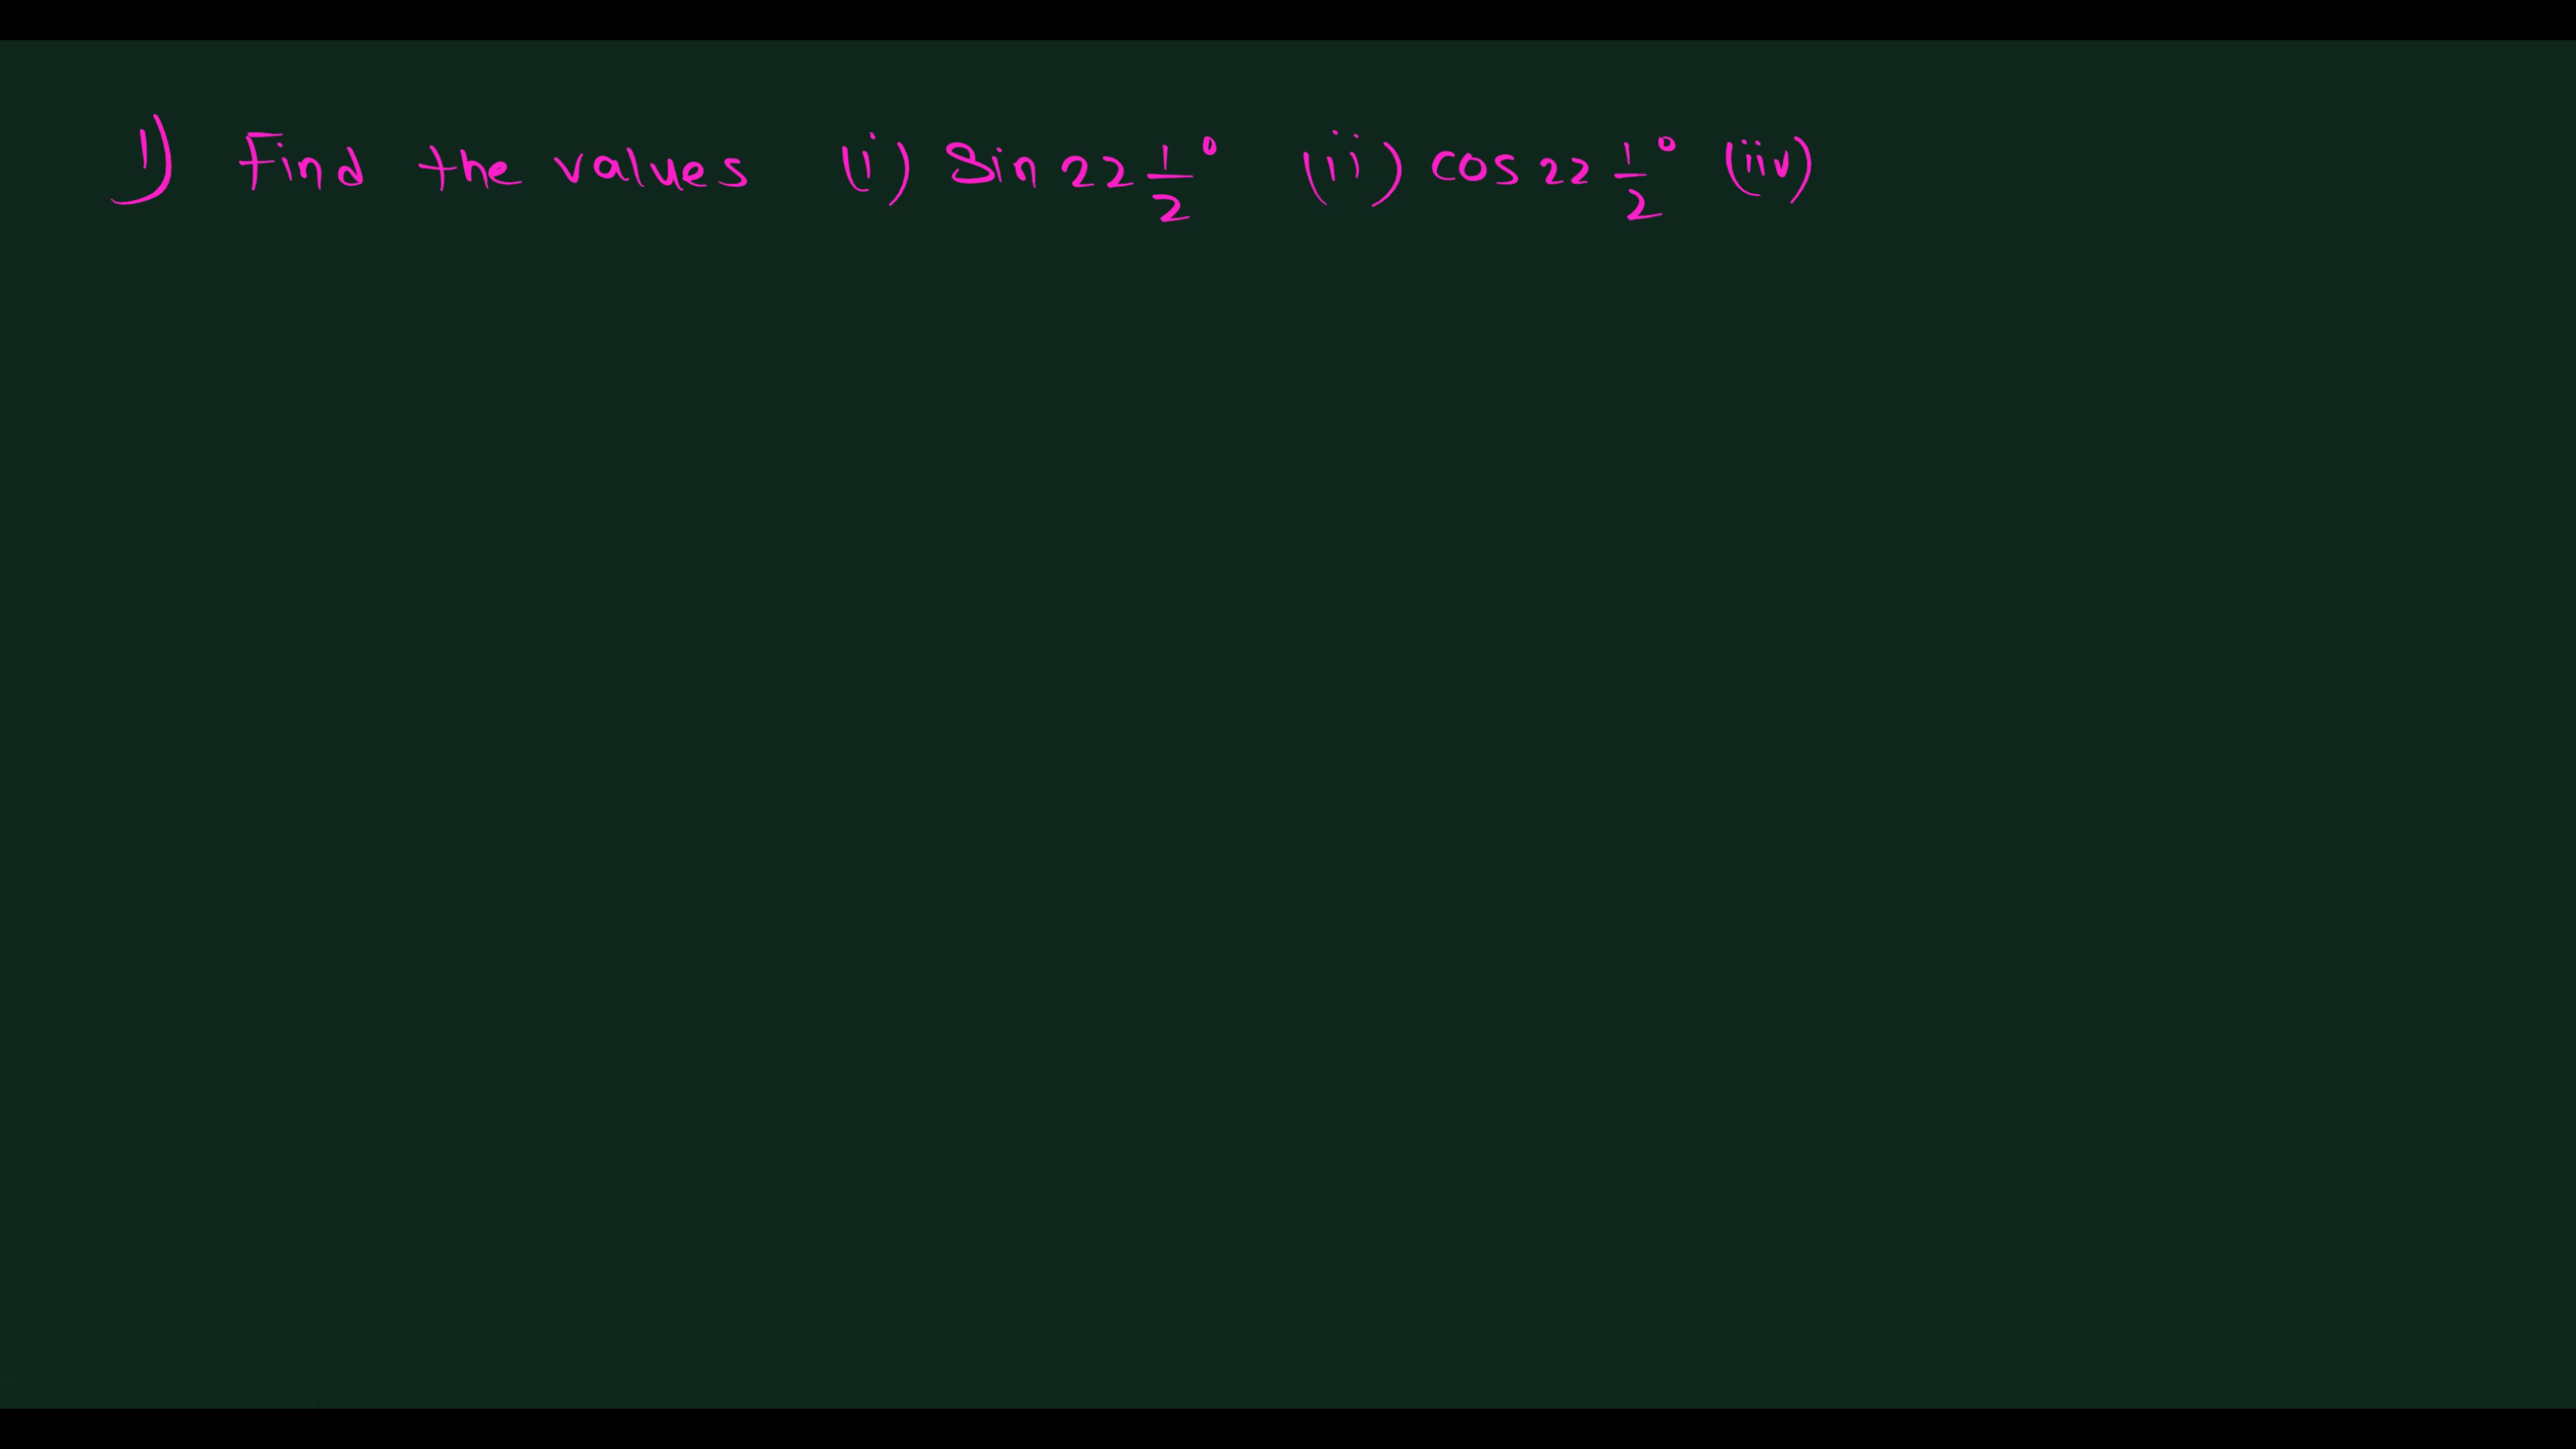 1) Find the values (i) Sin 22 1/2° (ii) cos 22 1/2° (iiv)